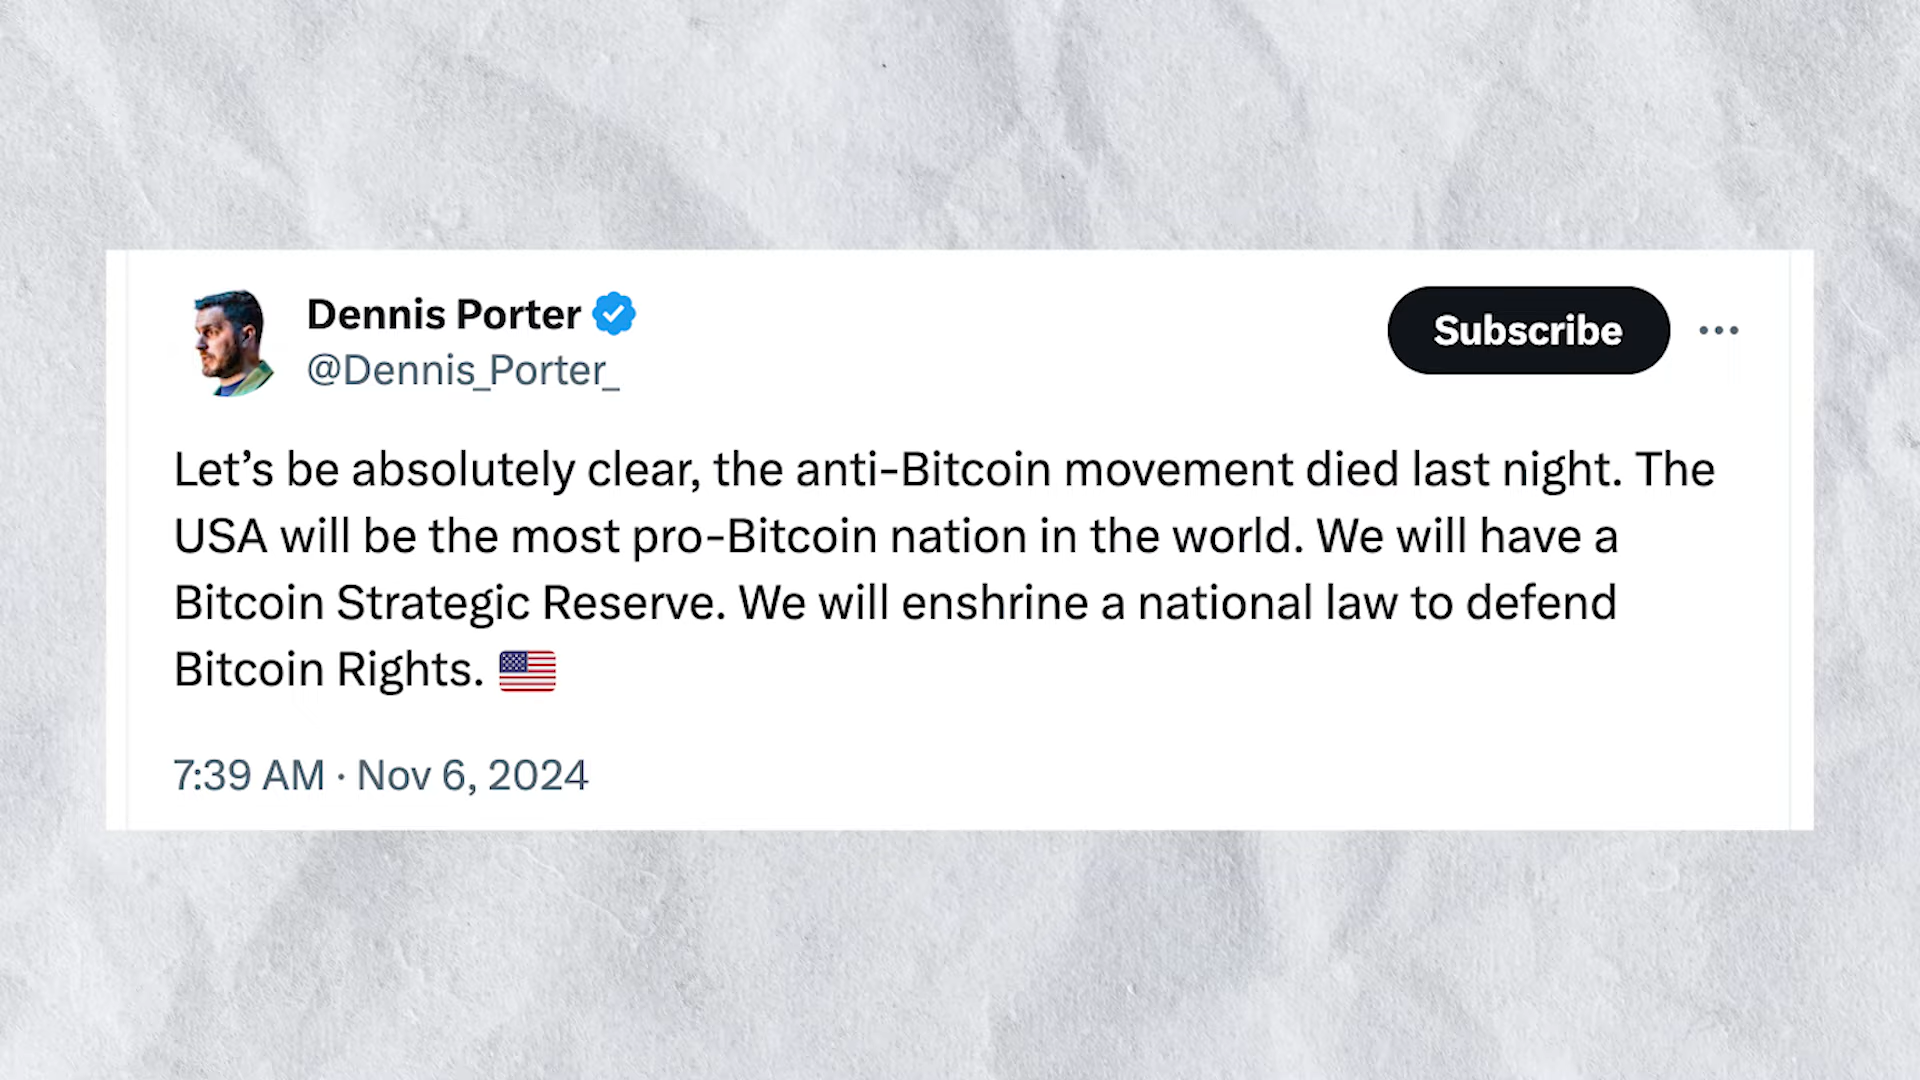 Dennis Porter
@Dennis_Porter_
Subscribe
Let’s be absolutely clear, the anti-Bitcoin movement died last night. The
USA will be the most pro-Bitcoin nation in the world. We will have a
Bitcoin Strategic Reserve. We will enshrine a national law to defend
Bitcoin Rights. 🇺🇸
7:39 AM · Nov 6, 2024